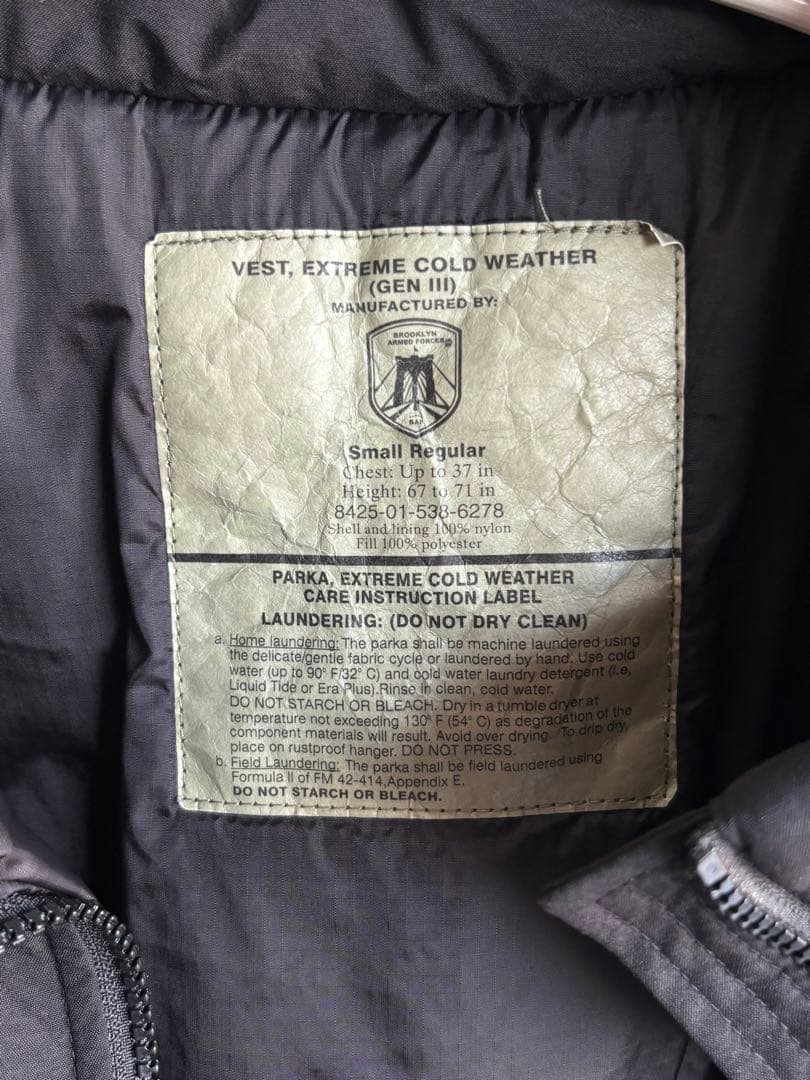 VEST, EXTREME COLD WEATHER
(GEN III)
MANUFACTURED BY:
BROOKLYN
ARMED FORCES
BAF
Small Regular
Chest: Up to 37 in
Height: 67 to 71 in
8425-01-538-6278
Shell and lining 100% nylon
Fill 100% polyester
PARKA, EXTREME COLD WEATHER
CARE INSTRUCTION LABEL
LAUNDERING: (DO NOT DRY CLEAN)
a. Home laundering: The parka shall be machine laundered using
the delicate/gentle fabric cycle or laundered by hand. Use cold
water (up to 90° F/32° C) and cold water laundry detergent (i.e,
Liquid Tide or Era Plus).Rinse in clean, cold water.
DO NOT STARCH OR BLEACH. Dry in a tumble dryer at
temperature not exceeding 130° F (54° C) as degradation of the
component materials will result. Avoid over drying. To drip dry,
place on rustproof hanger. DO NOT PRESS.
b. Field Laundering: The parka shall be field laundered using
Formula II of FM 42-414,Appendix E.
DO NOT STARCH OR BLEACH.